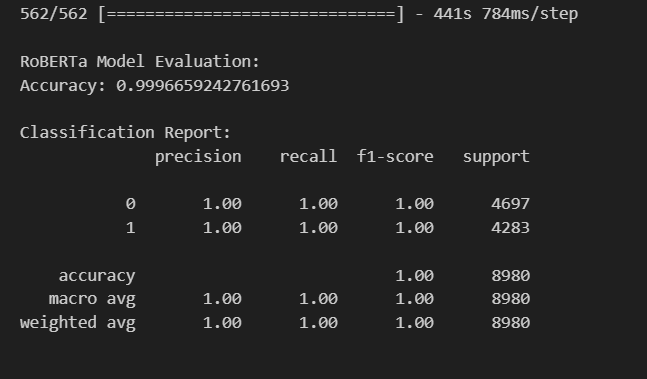 562/562 [==============================] - 441s 784ms/step
RoBERTa Model Evaluation:
Accuracy: 0.9996659242761693
Classification Report:
precision recall f1-score support
0 1.00 1.00 1.00 4697
1 1.00 1.00 1.00 4283
accuracy 1.00 8980
macro avg 1.00 1.00 1.00 8980
weighted avg 1.00 1.00 1.00 8980